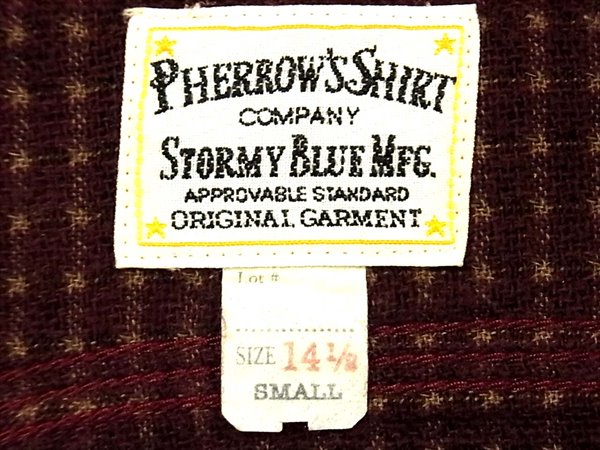 PHERROW'S SHIRT
COMPANY
STORMY BLUE MFG.
APPROVABLE STANDARD
ORIGINAL GARMENT
Lot #
SIZE 14½
SMALL